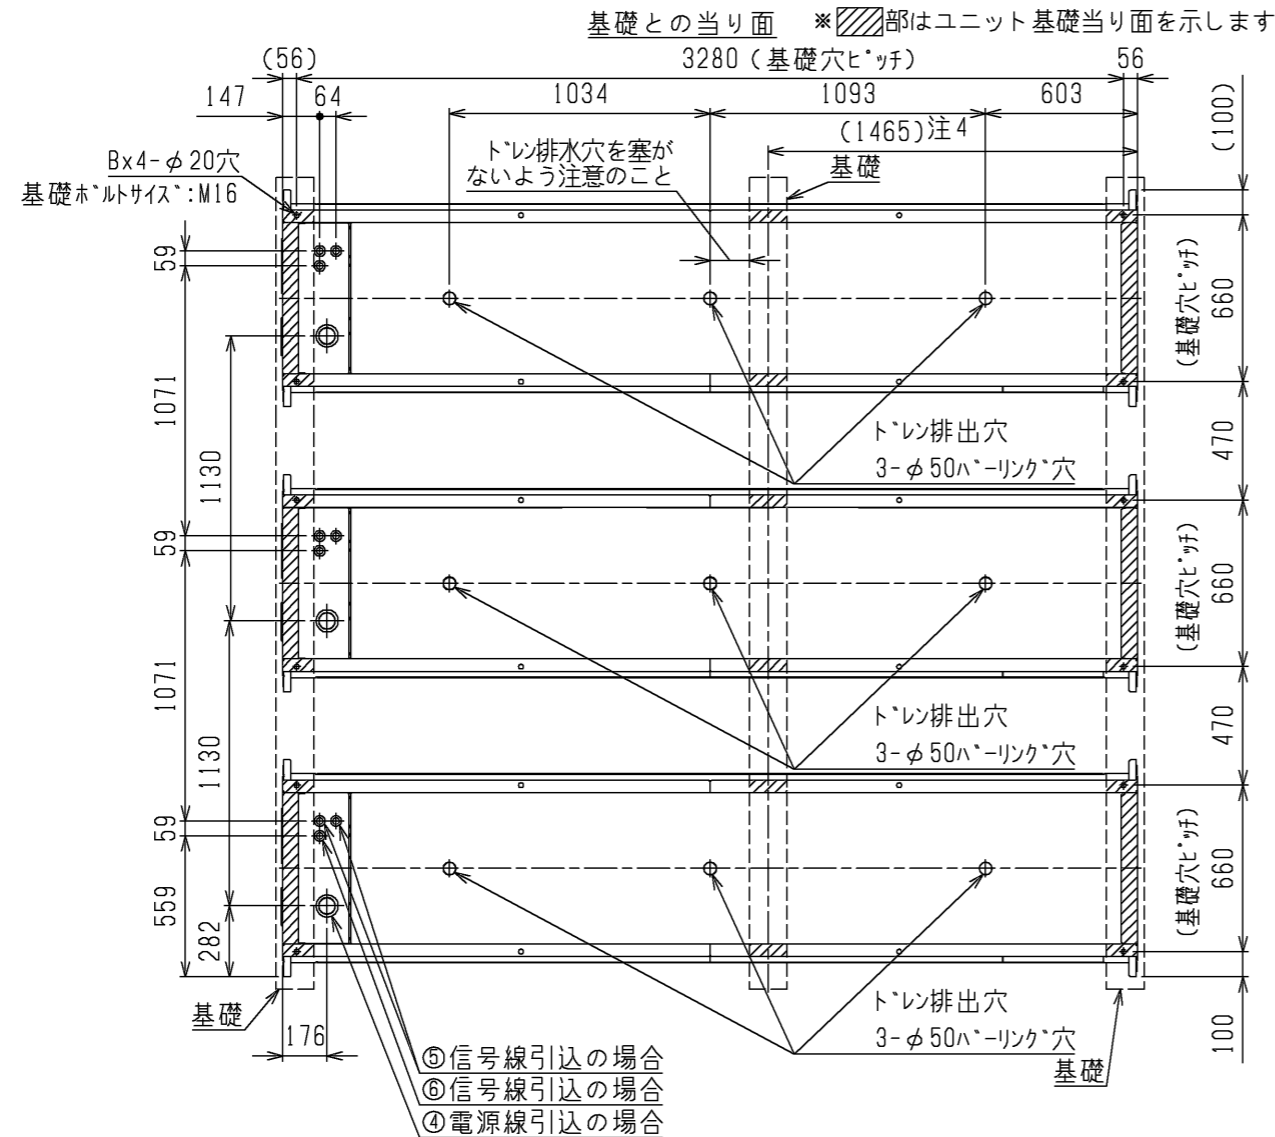 基礎との当り面 ※部はユニット基礎当り面を示します
(56) 3280(基礎穴ピッチ) 56
147 64 1034 1093 603
(1465)注4
(100)
Bx4-φ20穴
基礎ボルトサイズ:M16
ドレン排水穴を塞が
ないよう注意のこと
基礎
59
1071
1130
59
1071
1130
59
559
282
(基礎穴ピッチ)
660
470
(基礎穴ピッチ)
660
470
(基礎穴ピッチ)
660
100
ドレン排出穴
3-φ50バーリング穴
ドレン排出穴
3-φ50バーリング穴
ドレン排出穴
3-φ50バーリング穴
基礎
176
基礎
⑤信号線引込の場合
⑥信号線引込の場合
④電源線引込の場合